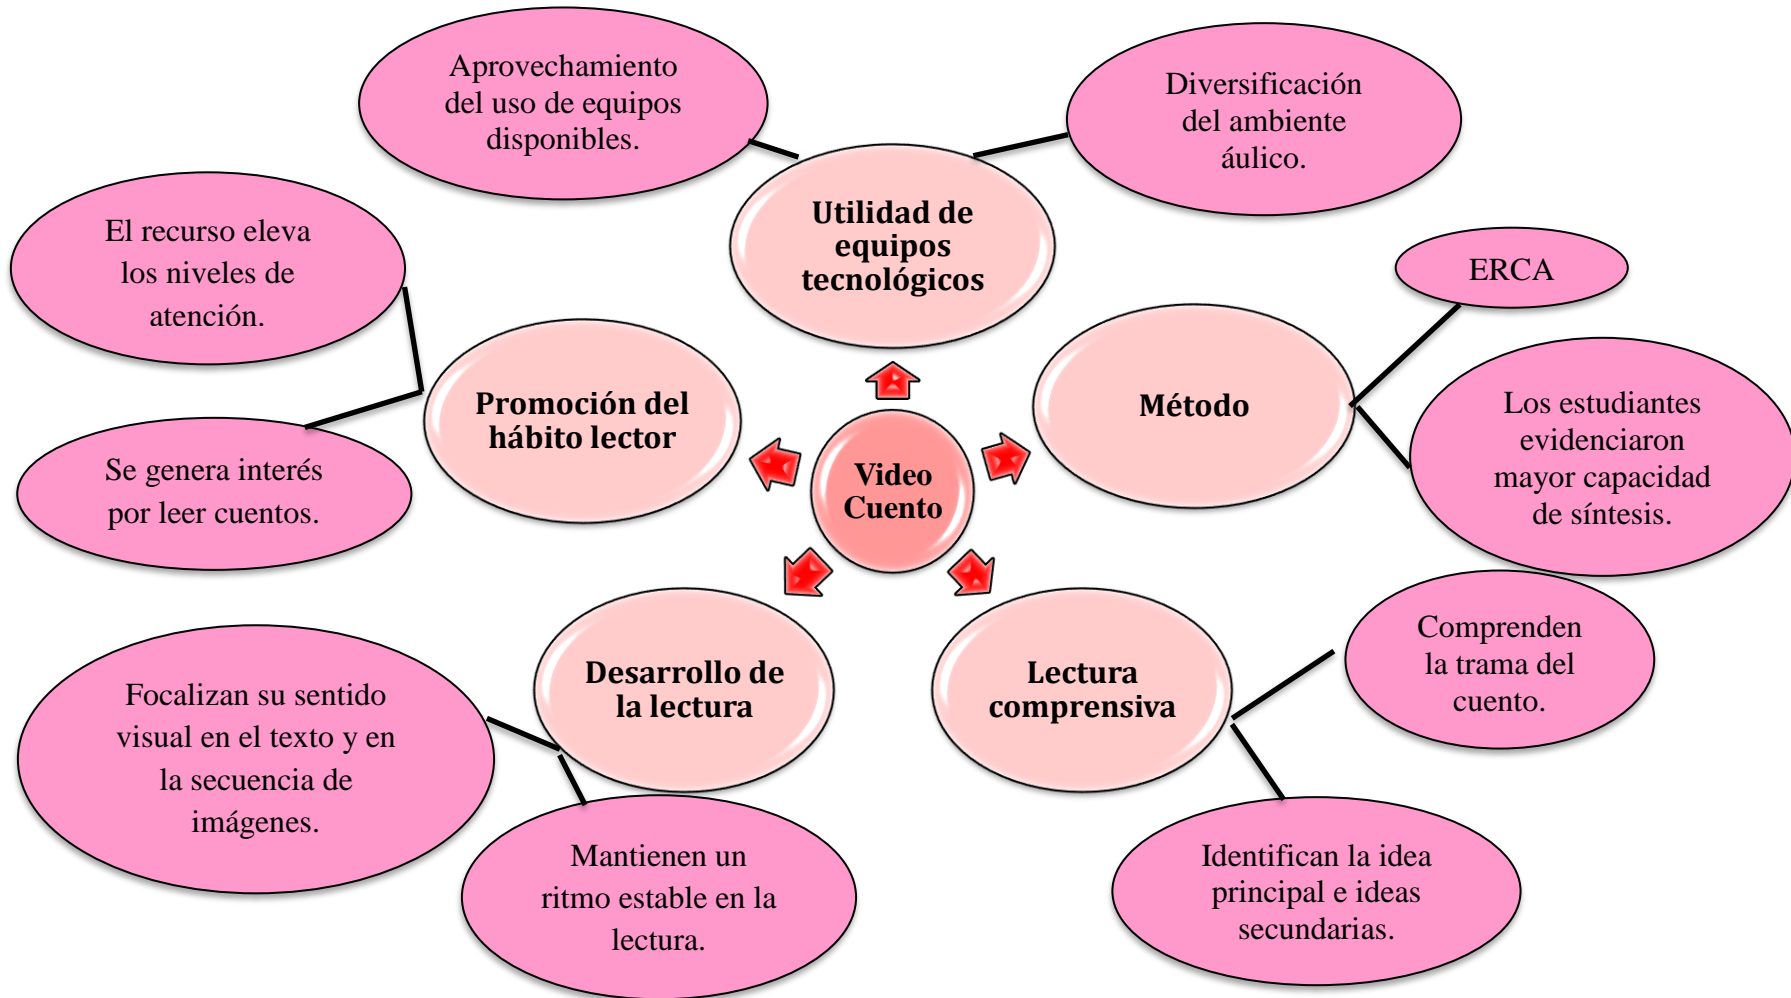 Aprovechamiento
del uso de equipos
disponibles.
Diversificación
del ambiente
áulico.
Utilidad de
equipos
tecnológicos
El recurso eleva
los niveles de
atención.
ERCA
Promoción del
hábito lector
Método
Los estudiantes
evidenciaron
mayor capacidad
de síntesis.
Se genera interés
por leer cuentos.
Video
Cuento
Desarrollo de
la lectura
Lectura
comprensiva
Comprenden
la trama del
cuento.
Focalizan su sentido
visual en el texto y en
la secuencia de
imágenes.
Mantienen un
ritmo estable en la
lectura.
Identifican la idea
principal e ideas
secundarias.